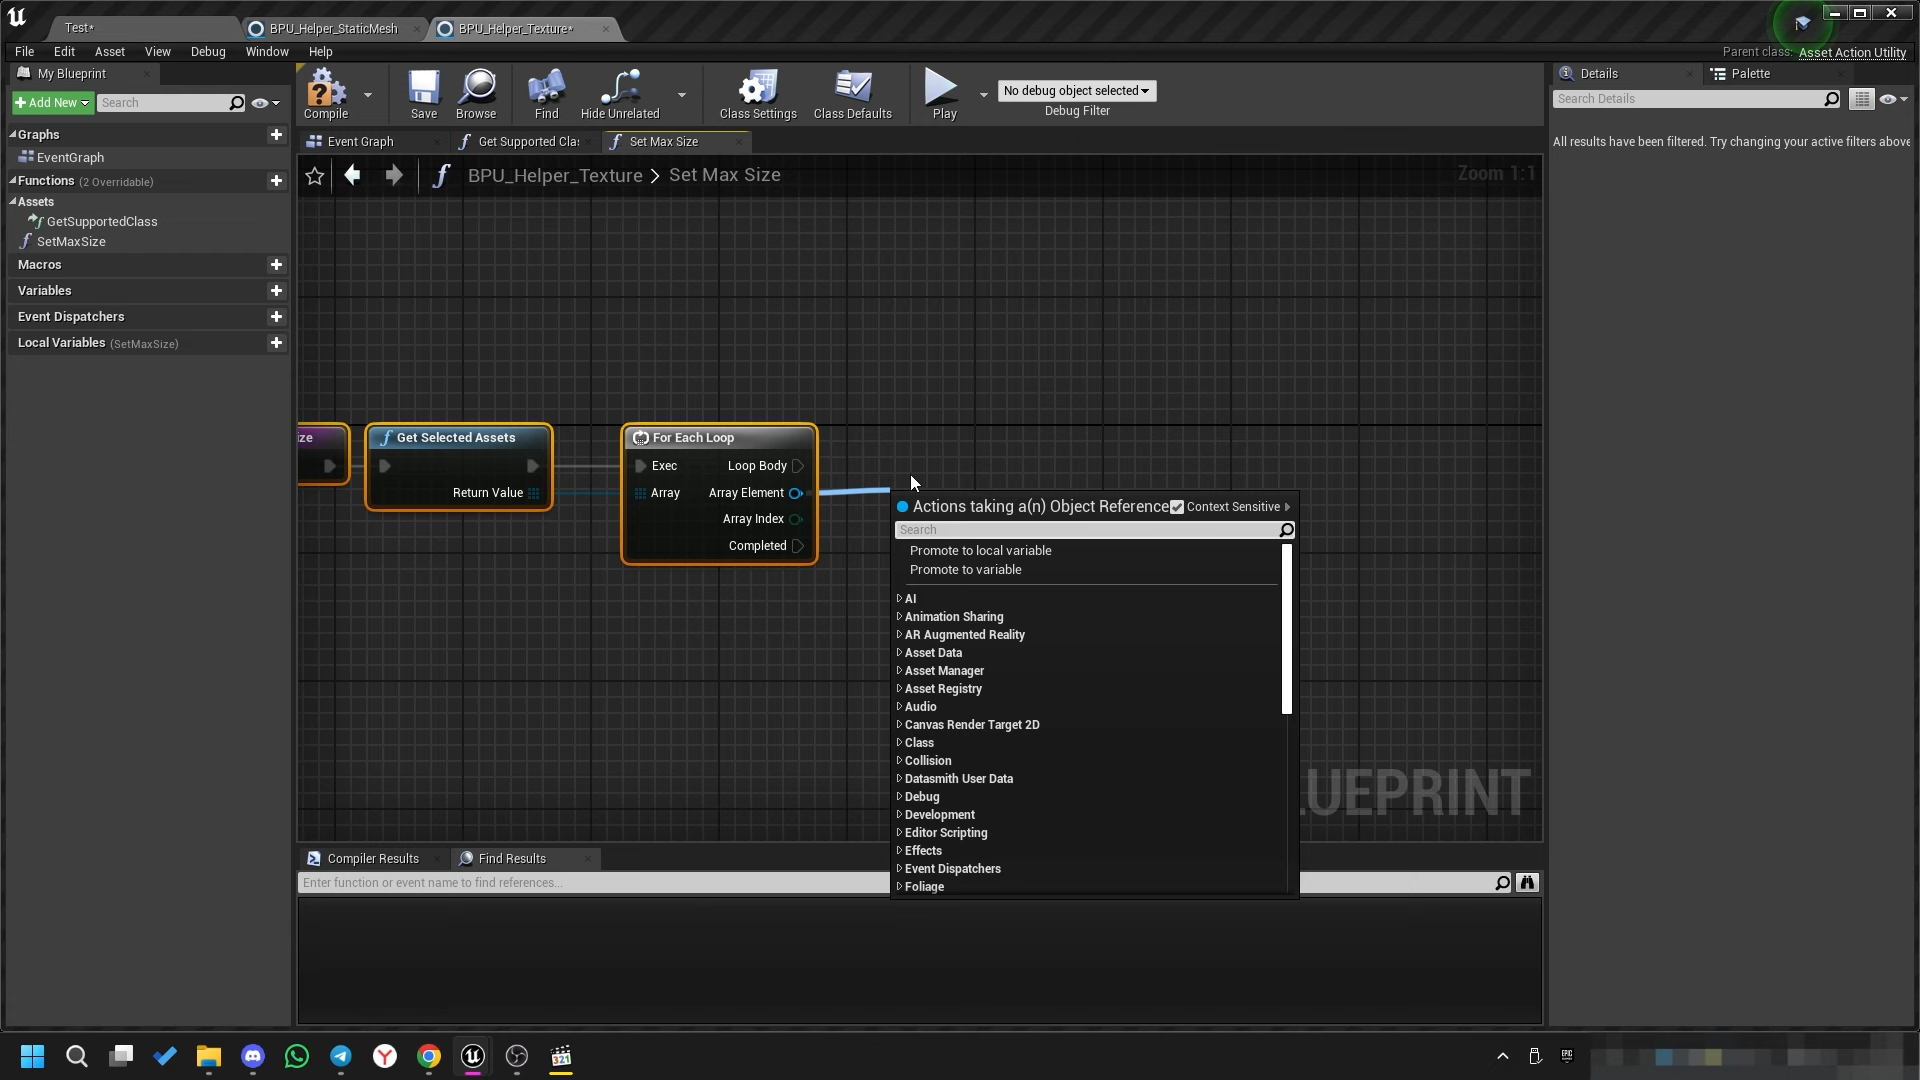 Test*
BPU_Helper_StaticMesh
BPU_Helper_Texture*
File Edit Asset View Debug Window Help
Parent class: Asset Action Utility
My Blueprint
Add New
Search
Compile
Save
Browse
Find
Hide Unrelated
Class Settings
Class Defaults
Play
No debug object selected
Debug Filter
Details
Palette
Search Details
All results have been filtered. Try changing your active filters above
Graphs
EventGraph
Functions (2 Overridable)
Assets
GetSupportedClass
SetMaxSize
Macros
Variables
Event Dispatchers
Local Variables (SetMaxSize)
Event Graph
Get Supported Clas
Set Max Size
BPU_Helper_Texture > Set Max Size
Zoom 1:1
ize
Get Selected Assets
Return Value
For Each Loop
Exec
Loop Body
Array
Array Element
Array Index
Completed
Actions taking a(n) Object Reference
Context Sensitive
Search
Promote to local variable
Promote to variable
AI
Animation Sharing
AR Augmented Reality
Asset Data
Asset Manager
Asset Registry
Audio
Canvas Render Target 2D
Class
Collision
Datasmith User Data
Debug
Development
Editor Scripting
Effects
Event Dispatchers
Foliage
LUEPRINT
Compiler Results
Find Results
Enter function or event name to find references...
321
EPIC